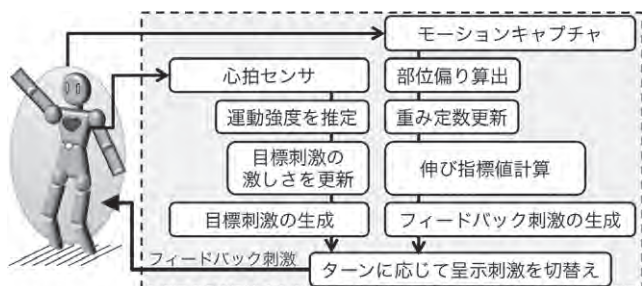 モーションキャプチャ
心拍センサ
部位偏り算出
運動強度を推定
重み定数更新
目標刺激の
激しさを更新
伸び指標値計算
目標刺激の生成
フィードバック刺激の生成
フィードバック刺激
ターンに応じて呈示刺激を切替え